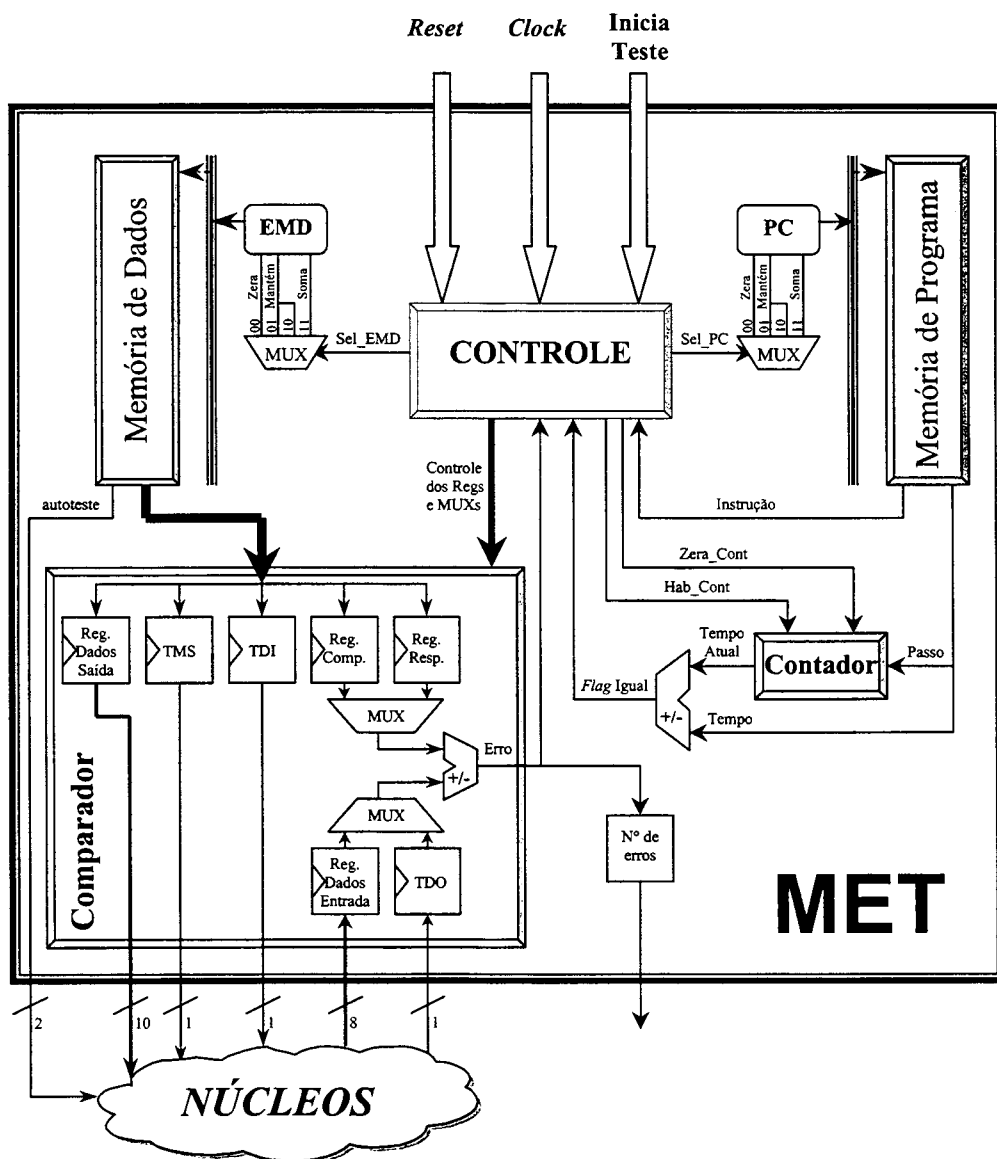 Reset
Clock
Inicia
Teste
Memória de Dados
EMD
Zera
Mantém
Soma
00
01
10
11
MUX
Sel_EMD
CONTROLE
Sel_PC
PC
Zera
Mantém
Soma
00
01
10
11
MUX
Memória de Programa
autoteste
Controle
dos Regs
e MUXs
Instrução
Zera_Cont
Hab_Cont
Tempo
Atual
Contador
Passo
Flag Igual
+/-
Tempo
Comparador
Reg.
Dados
Saída
TMS
TDI
Reg.
Comp.
Reg.
Resp.
MUX
Erro
+/-
MUX
Reg.
Dados
Entrada
TDO
Nº de
erros
MET
2
10
1
1
8
1
NÚCLEOS